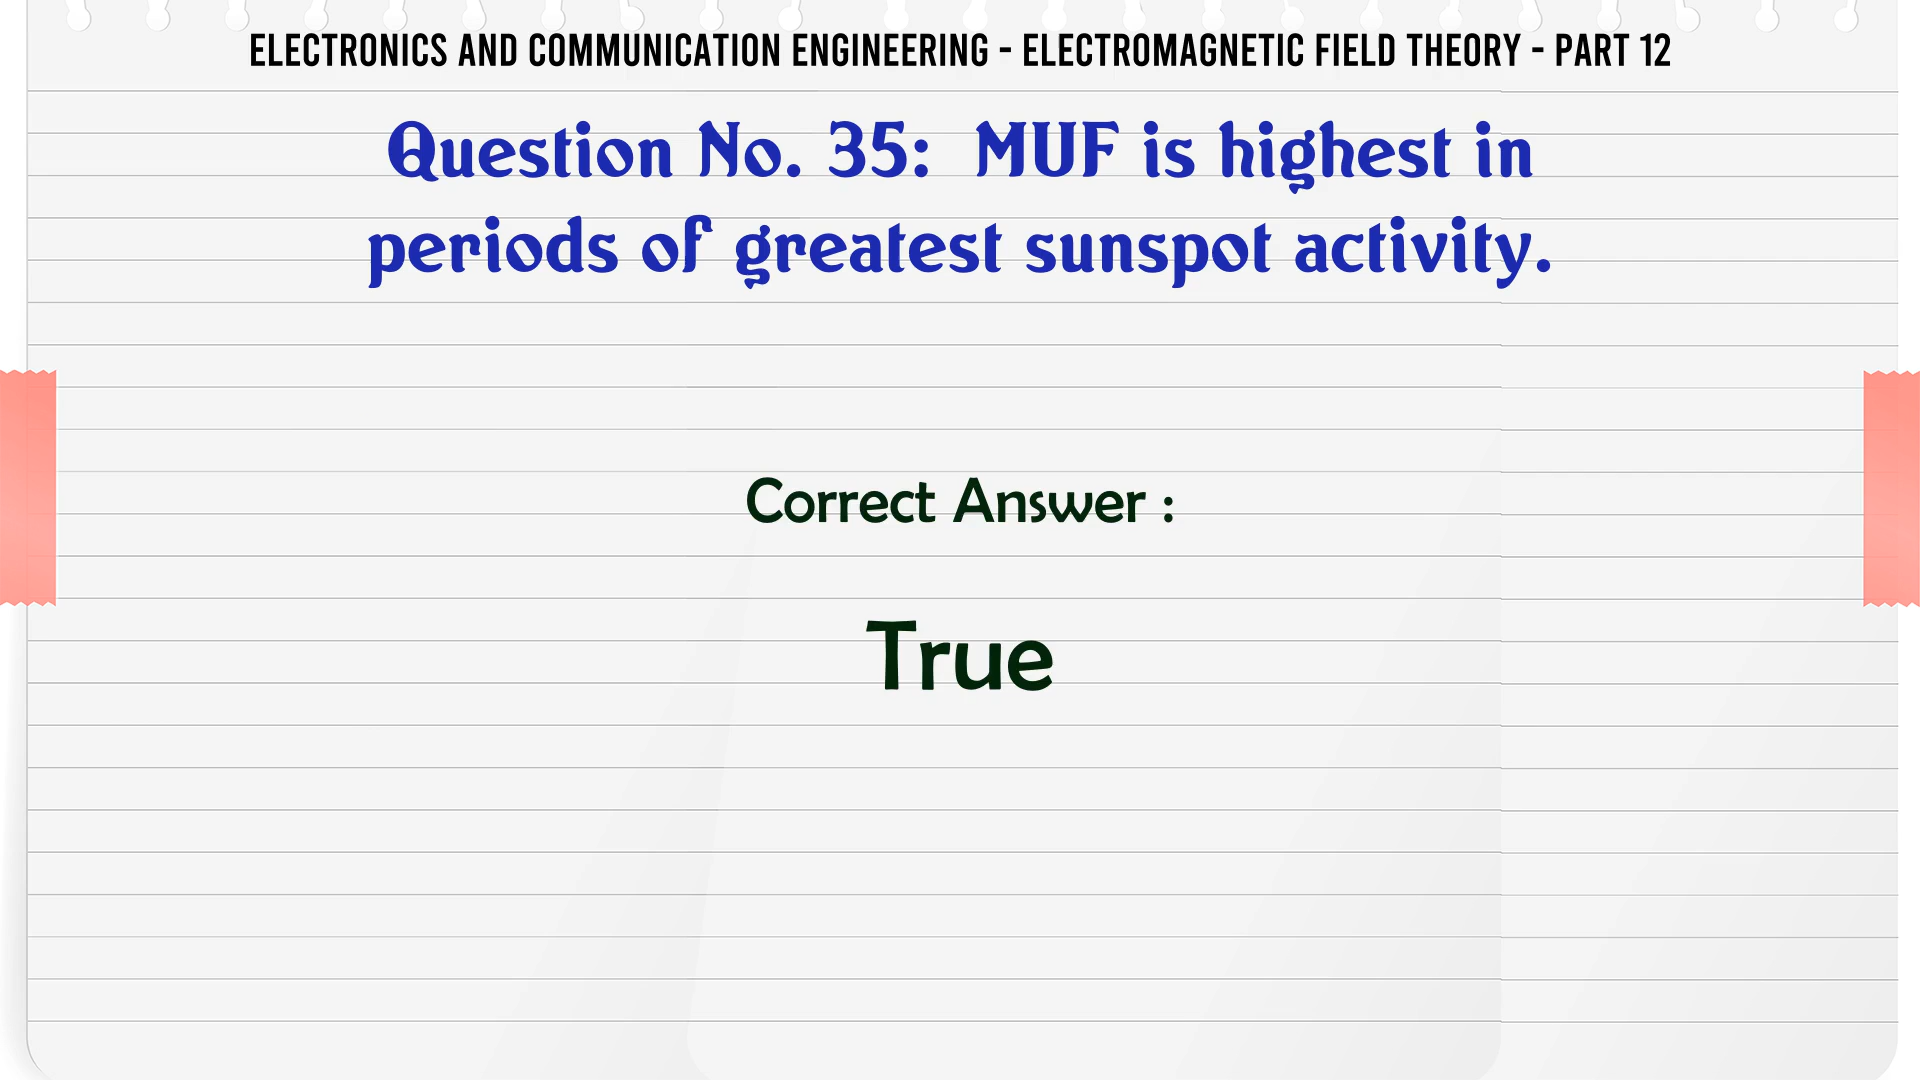 ELECTRONICS AND COMMUNICATION ENGINEERING - ELECTROMAGNETIC FIELD THEORY - PART 12
Question No. 35:  MUF is highest in
periods of greatest sunspot activity.
Correct Answer :
True